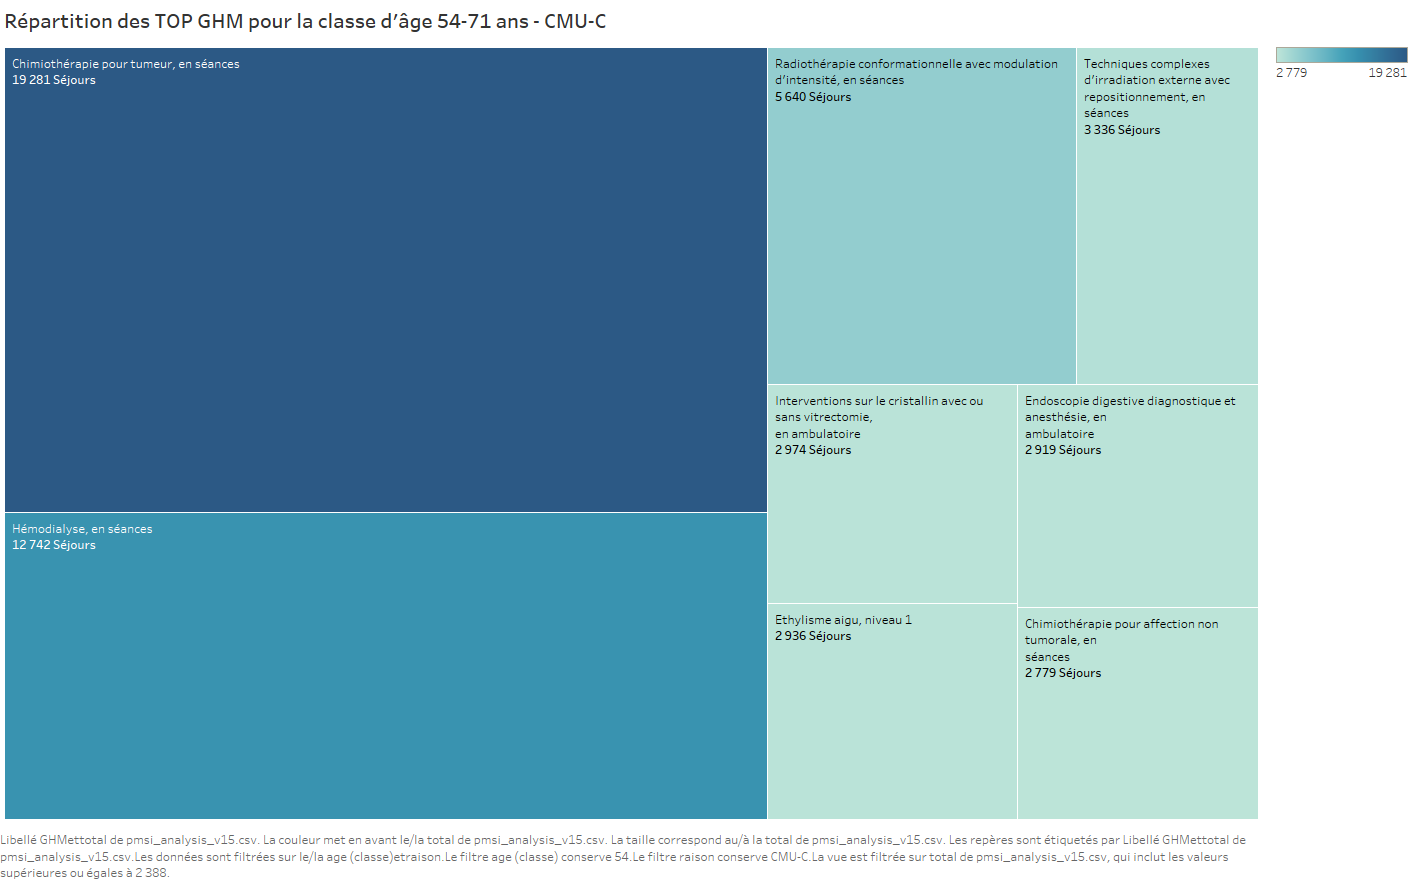 Répartition des TOP GHM pour la classe d'âge 54-71 ans - CMU-C
Chimiothérapie pour tumeur, en séances
19 281 Séjours
Hémodialyse, en séances
12 742 Séjours
Radiothérapie conformationnelle avec modulation
d'intensité, en séances
5 640 Séjours
Techniques complexes
d'irradiation externe avec
repositionnement, en
séances
3 336 Séjours
Interventions sur le cristallin avec ou
sans vitrectomie,
en ambulatoire
2 974 Séjours
Endoscopie digestive diagnostique et
anesthésie, en
ambulatoire
2 919 Séjours
Ethylisme aigu, niveau 1
2 936 Séjours
Chimiothérapie pour affection non
tumorale, en
séances
2 779 Séjours
2 779 19 281
Libellé GHMettotal de pmsi_analysis_v15.csv. La couleur met en avant le/la total de pmsi_analysis_v15.csv. La taille correspond au/à la total de pmsi_analysis_v15.csv. Les repères sont étiquetés par Libellé GHMettotal de
pmsi_analysis_v15.csv.Les données sont filtrées sur le/la age (classe)etraison.Le filtre age (classe) conserve 54.Le filtre raison conserve CMU-C.La vue est filtrée sur total de pmsi_analysis_v15.csv, qui inclut les valeurs
supérieures ou égales à 2 388.